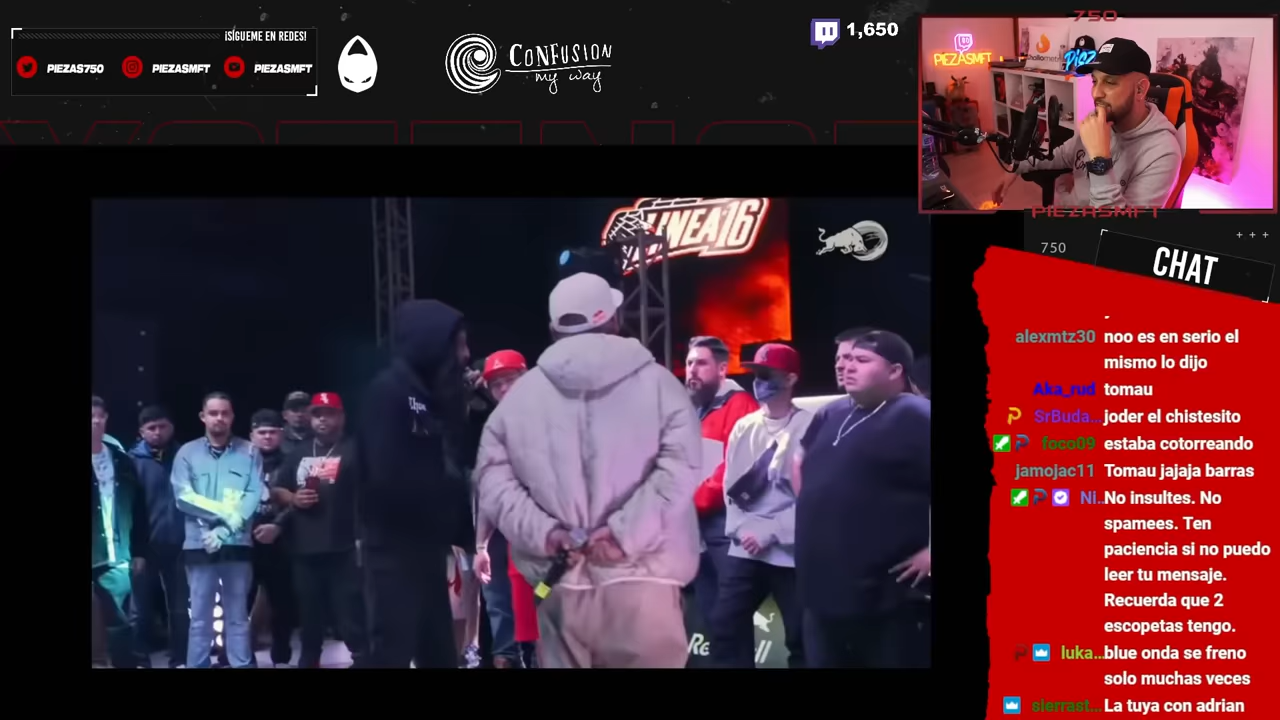 ¡SÍGUEME EN REDES!
PIEZAS750 PIEZASMFT PIEZASMFT
CONFUSION
my way
1,650
750
PIEZASMFT
LINEA16
PIEZASMFT
750
CHAT
alexmtz30 noo es en serio el
mismo lo dijo
Aka_rud tomau
SrBuda... joder el chistesito
foco09 estaba cotorreando
jamojac11 Tomau jajaja barras
Ni... No insultes. No
spamees. Ten
paciencia si no puedo
leer tu mensaje.
Recuerda que 2
escopetas tengo.
luka... blue onda se freno
solo muchas veces
sierrast... La tuya con adrian